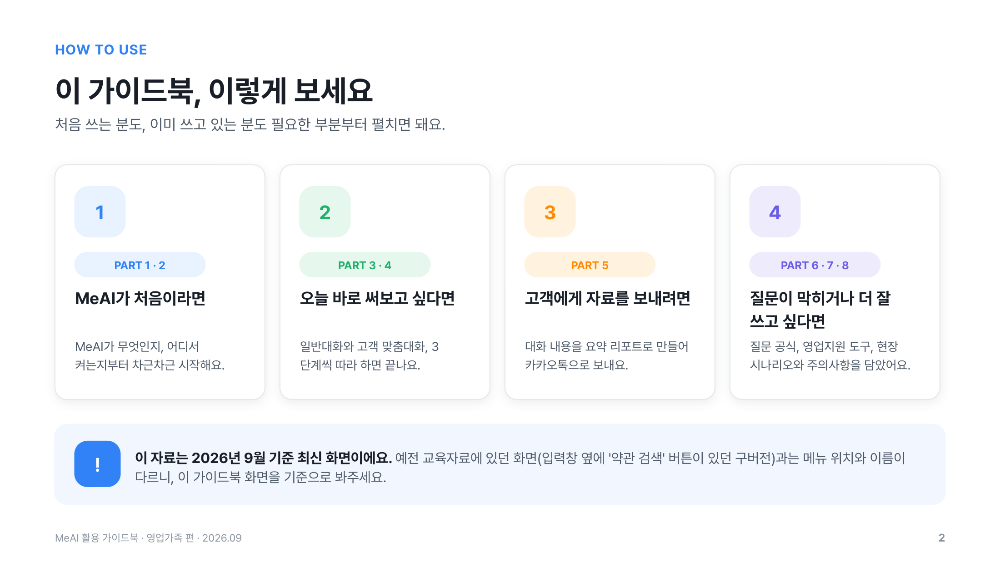 HOW TO USE
이 가이드북, 이렇게 보세요
처음 쓰는 분도, 이미 쓰고 있는 분도 필요한 부분부터 펼치면 돼요.
1
PART 1 · 2
MeAI가 처음이라면
MeAI가 무엇인지, 어디서
켜는지부터 차근차근 시작해요.
2
PART 3 · 4
오늘 바로 써보고 싶다면
일반대화와 고객 맞춤대화, 3
단계씩 따라 하면 끝나요.
3
PART 5
고객에게 자료를 보내려면
대화 내용을 요약 리포트로 만들어
카카오톡으로 보내요.
4
PART 6 · 7 · 8
질문이 막히거나 더 잘
쓰고 싶다면
질문 공식, 영업지원 도구, 현장
시나리오와 주의사항을 담았어요.
!
이 자료는 2026년 9월 기준 최신 화면이에요. 예전 교육자료에 있던 화면(입력창 옆에 '약관 검색' 버튼이 있던 구버전)과는 메뉴 위치와 이름이
다르니, 이 가이드북 화면을 기준으로 봐주세요.
MeAI 활용 가이드북 · 영업가족 편 · 2026.09
2